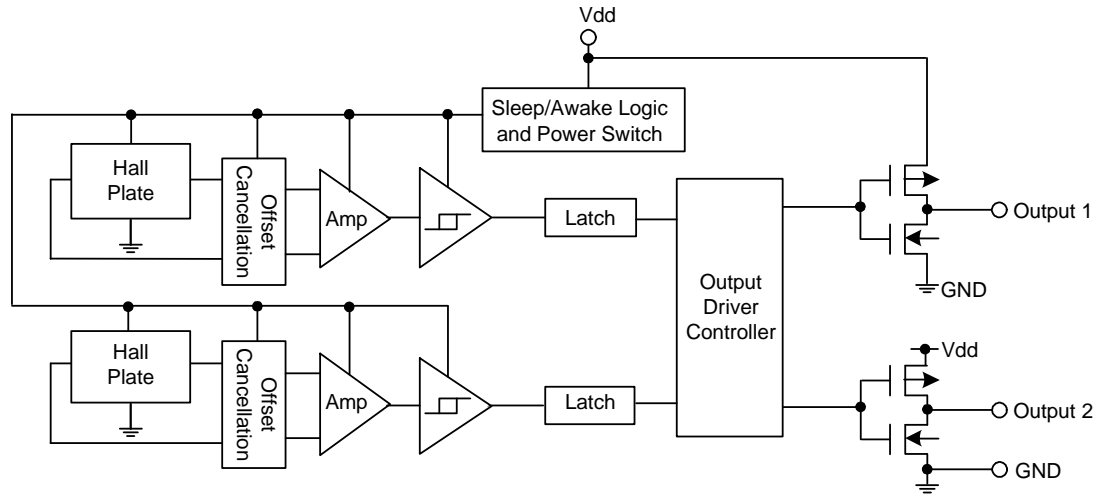 Vdd
Sleep/Awake Logic
and Power Switch
Hall
Plate
Offset
Cancellation
Amp
Latch
Output
Driver
Controller
Output 1
GND
Hall
Plate
Offset
Cancellation
Amp
Latch
Vdd
Output 2
GND